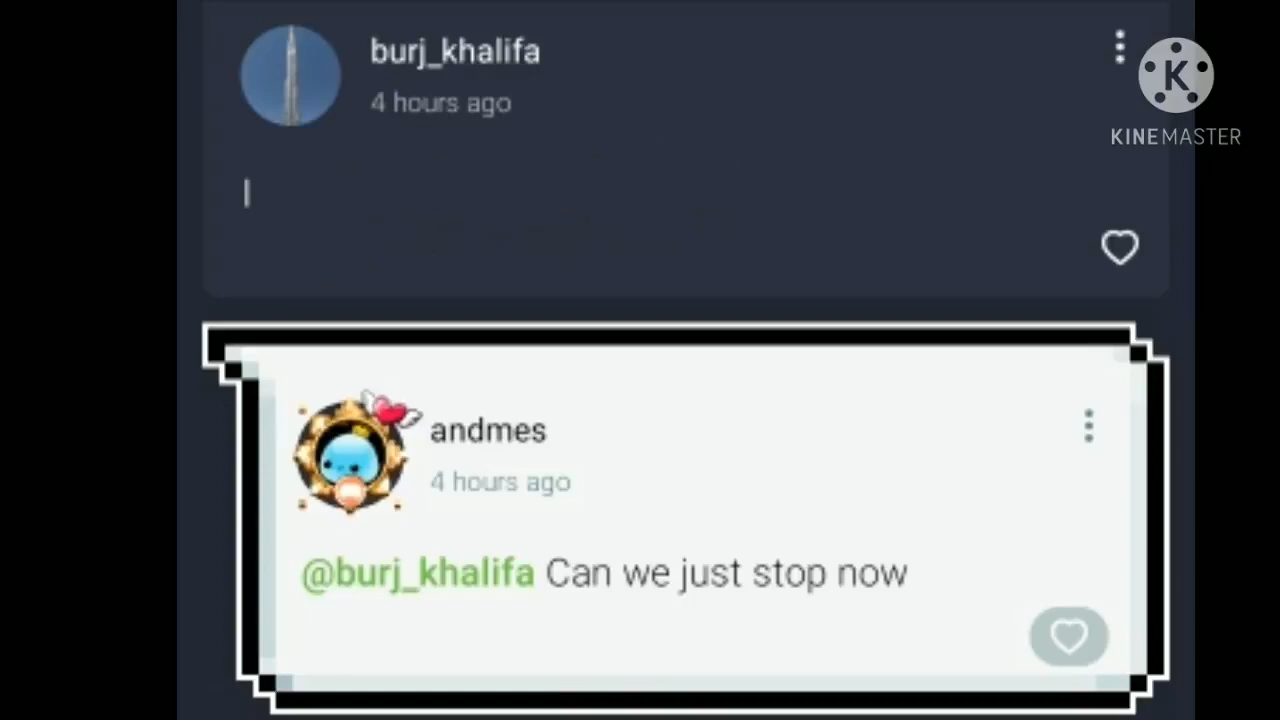 burj_khalifa
4 hours ago
K
KINEMASTER
|
andmes
4 hours ago
@burj_khalifa Can we just stop now